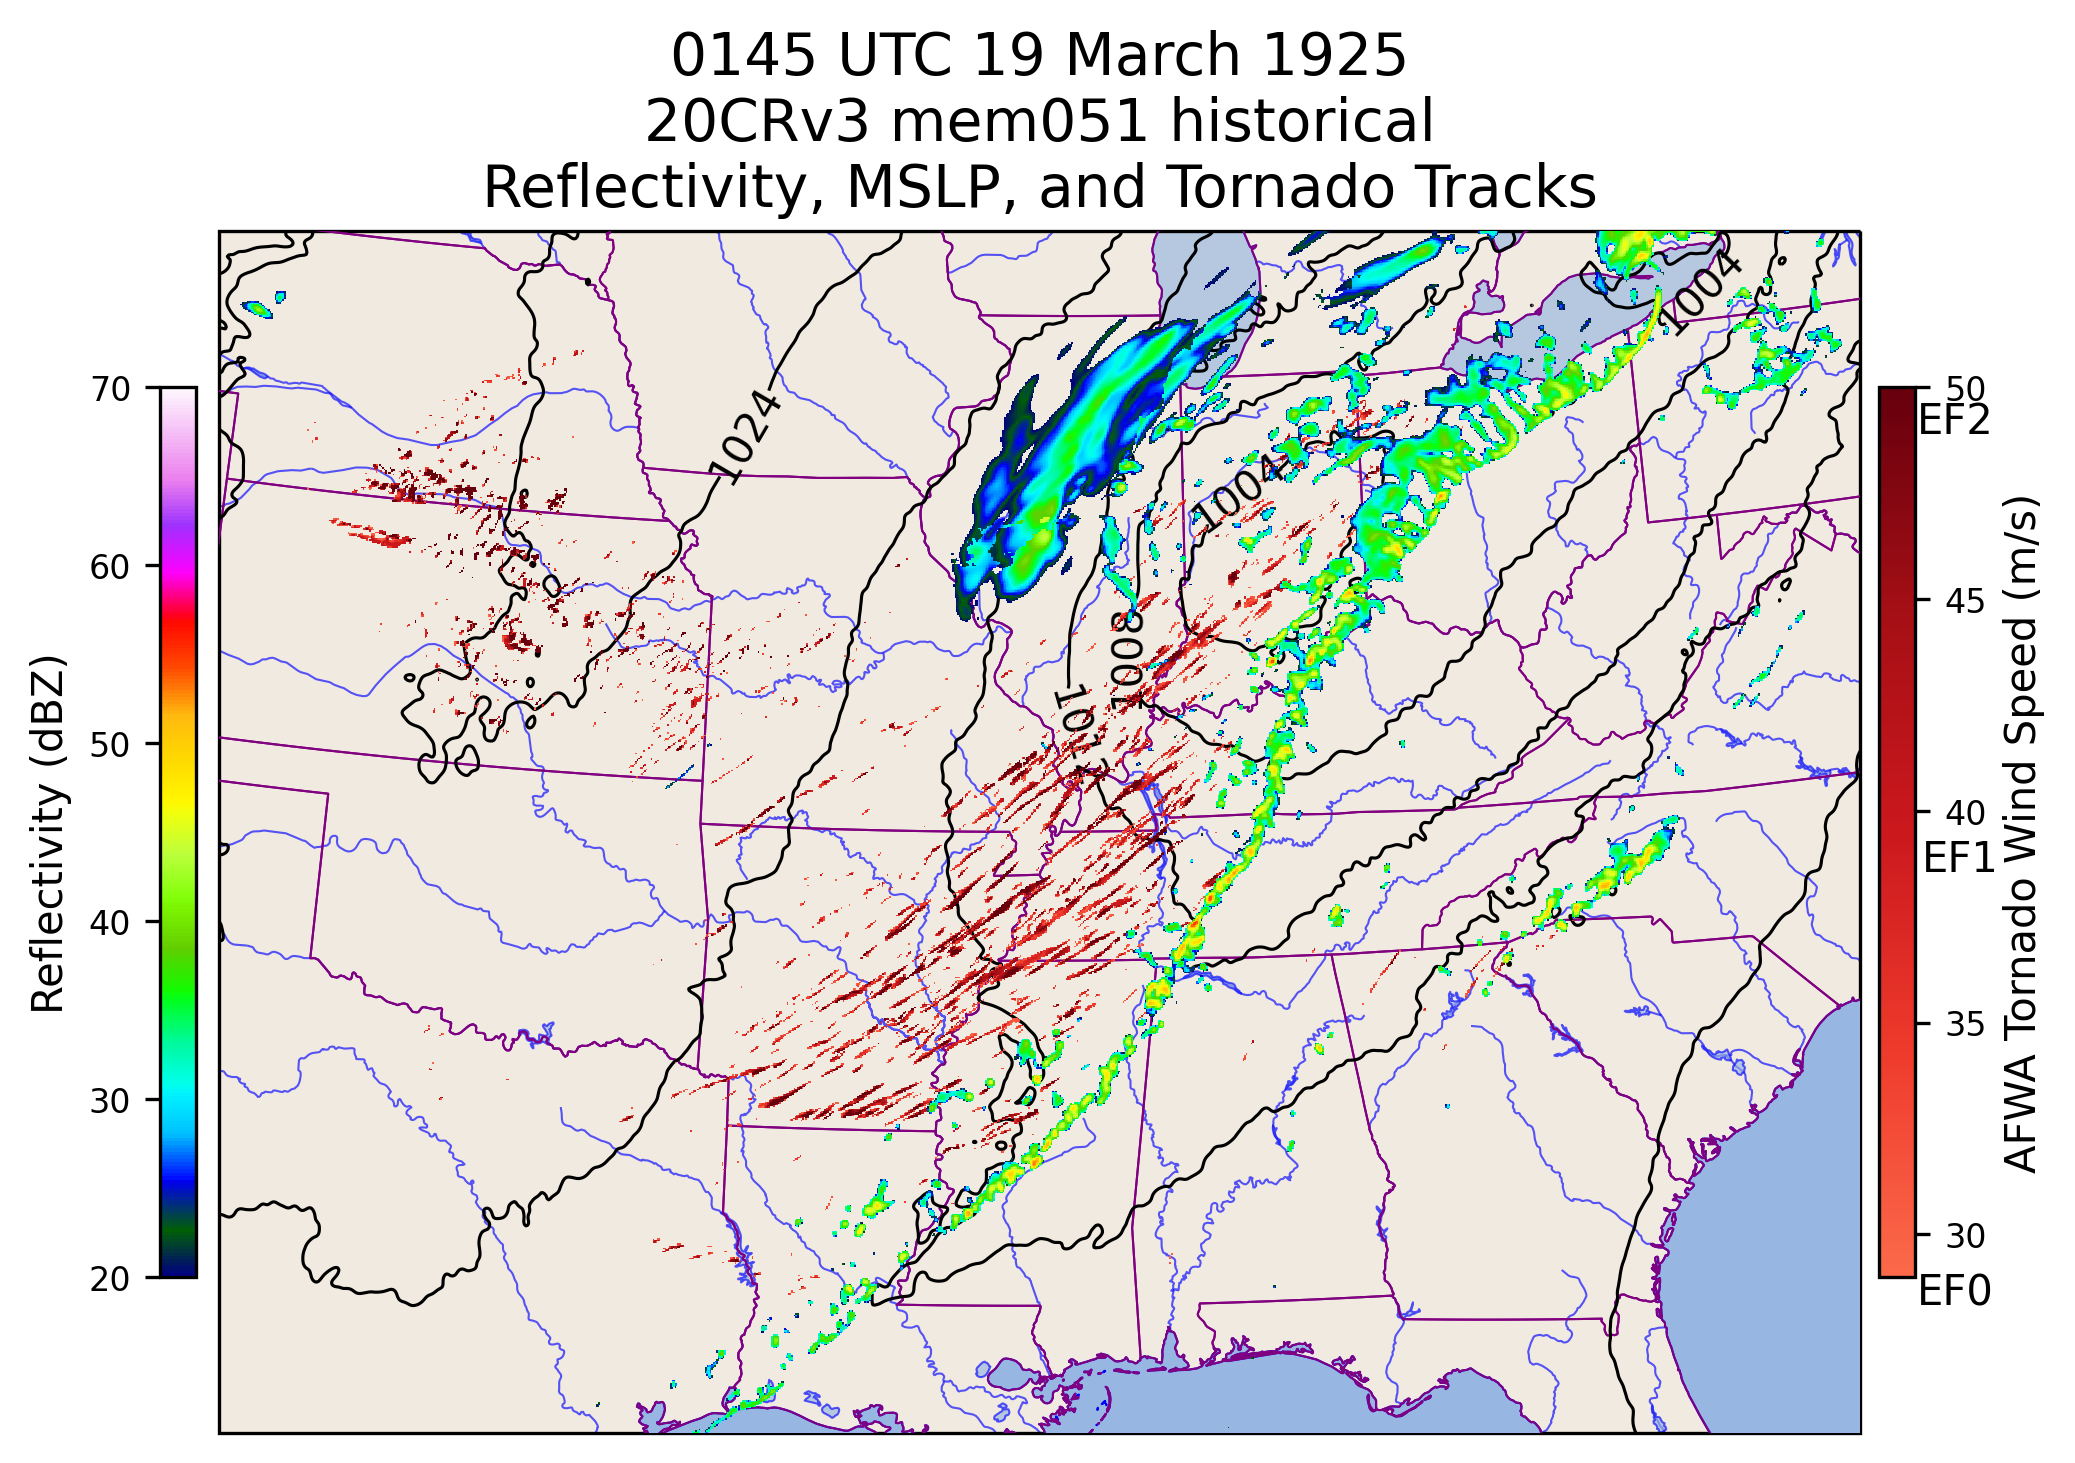 0145 UTC 19 March 1925
20CRv3 mem051 historical
Reflectivity, MSLP, and Tornado Tracks
Reflectivity (dBZ)
70
60
50
40
30
20
1024
1004
1004
1008
AFWA Tornado Wind Speed (m/s)
50
EF2
45
40
EF1
35
30
EF0